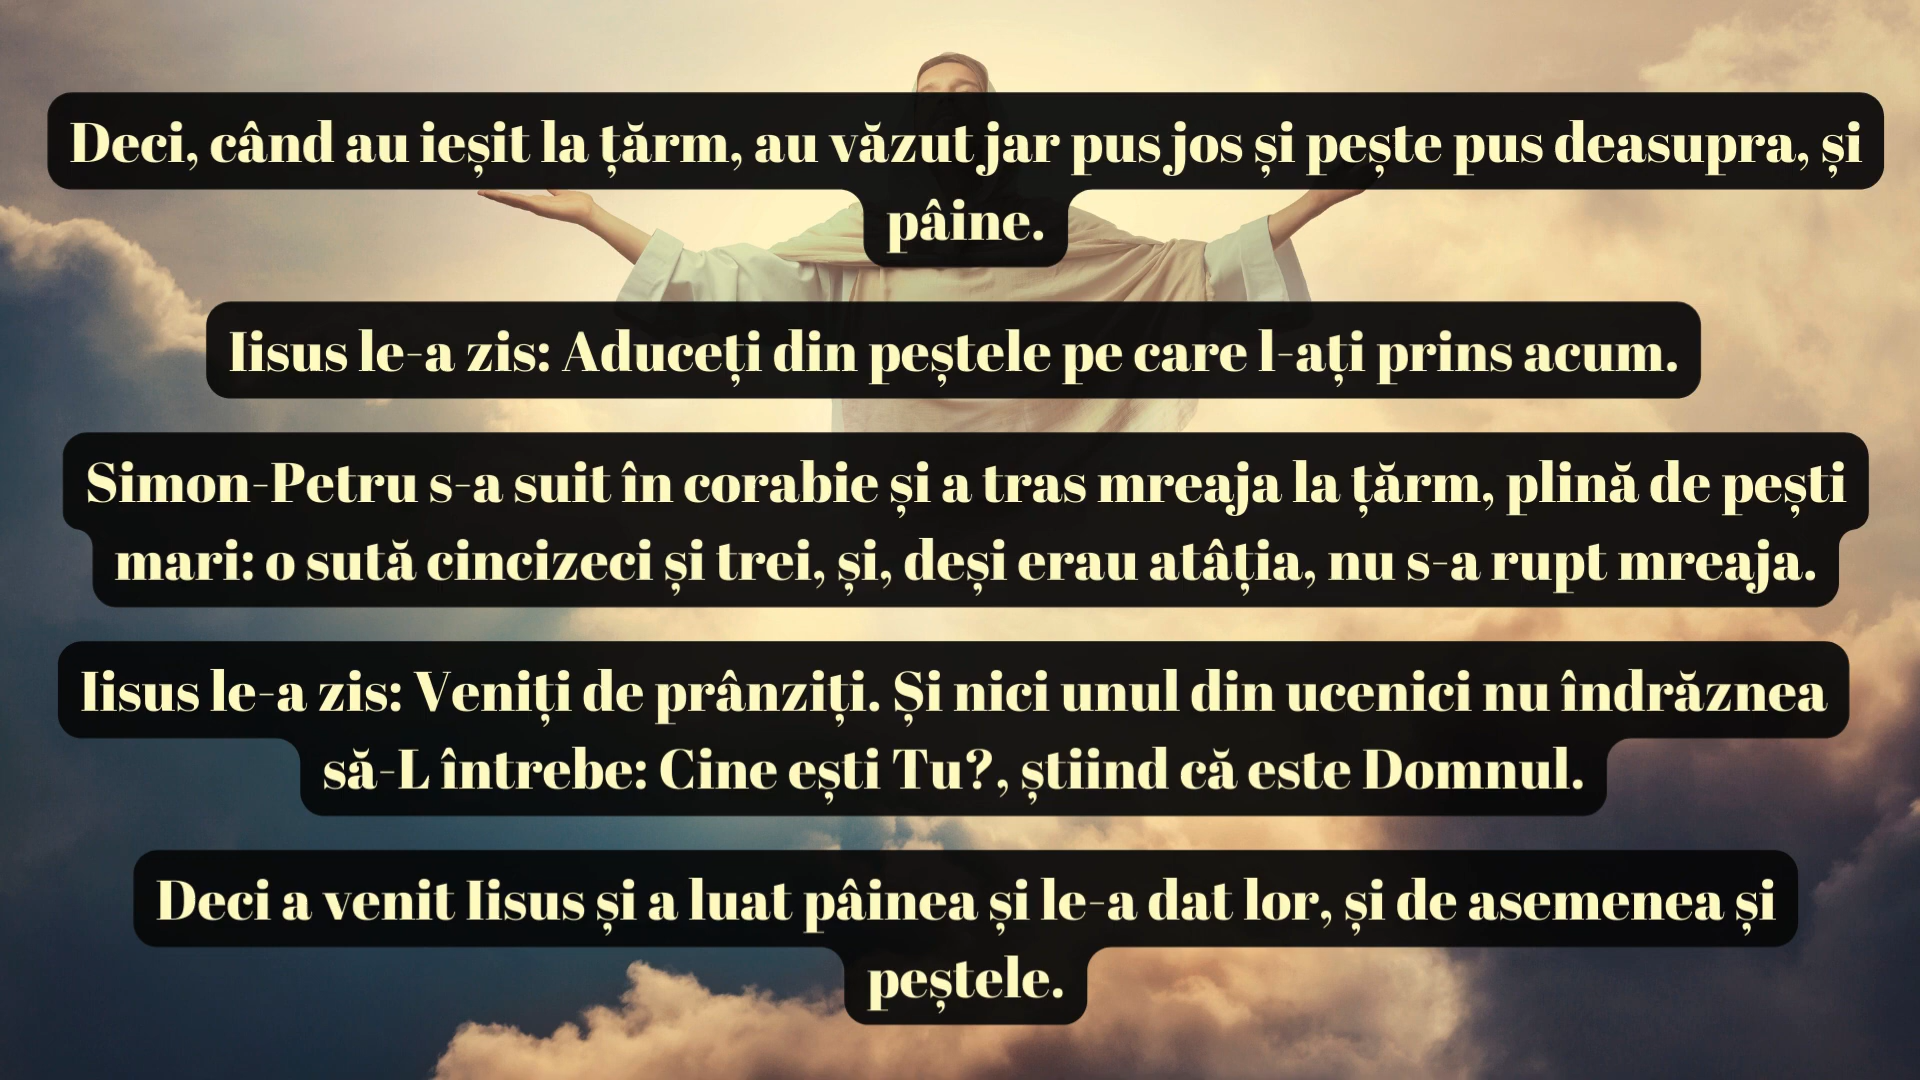 Deci, când au ieșit la țărm, au văzut jar pus jos și pește pus deasupra, și
pâine.
Iisus le-a zis: Aduceți din peștele pe care l-ați prins acum.
Simon-Petru s-a suit în corabie și a tras mreaja la țărm, plină de pești
mari: o sută cincizeci și trei, și, deși erau atâția, nu s-a rupt mreaja.
Iisus le-a zis: Veniți de prânziți. Și nici unul din ucenici nu îndrăznea
să-L întrebe: Cine ești Tu?, știind că este Domnul.
Deci a venit Iisus și a luat pâinea și le-a dat lor, și de asemenea și
peștele.